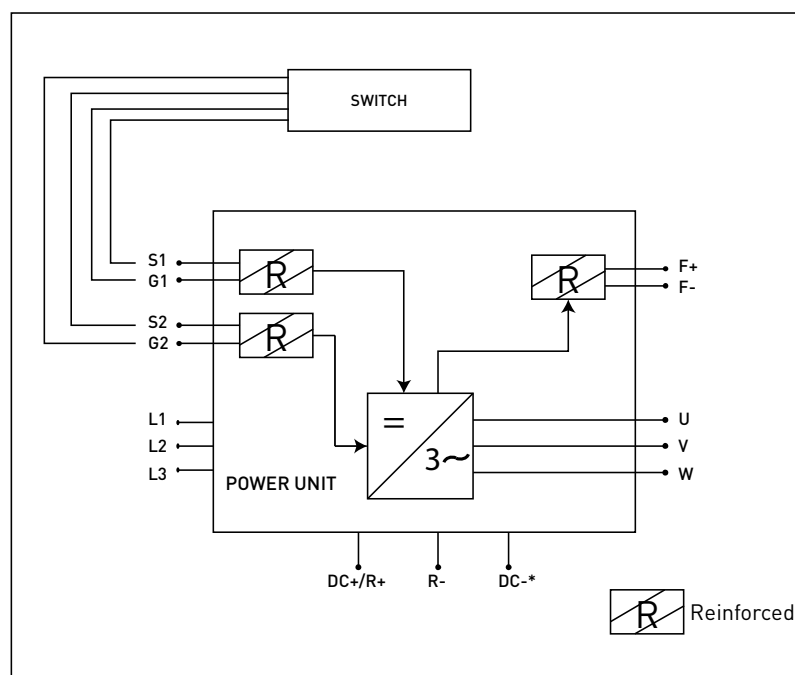 SWITCH
S1
G1
R
R
F+
F-
S2
G2
R
L1
L2
L3
=
3~
U
V
W
POWER UNIT
DC+/R+ R- DC-*
R Reinforced